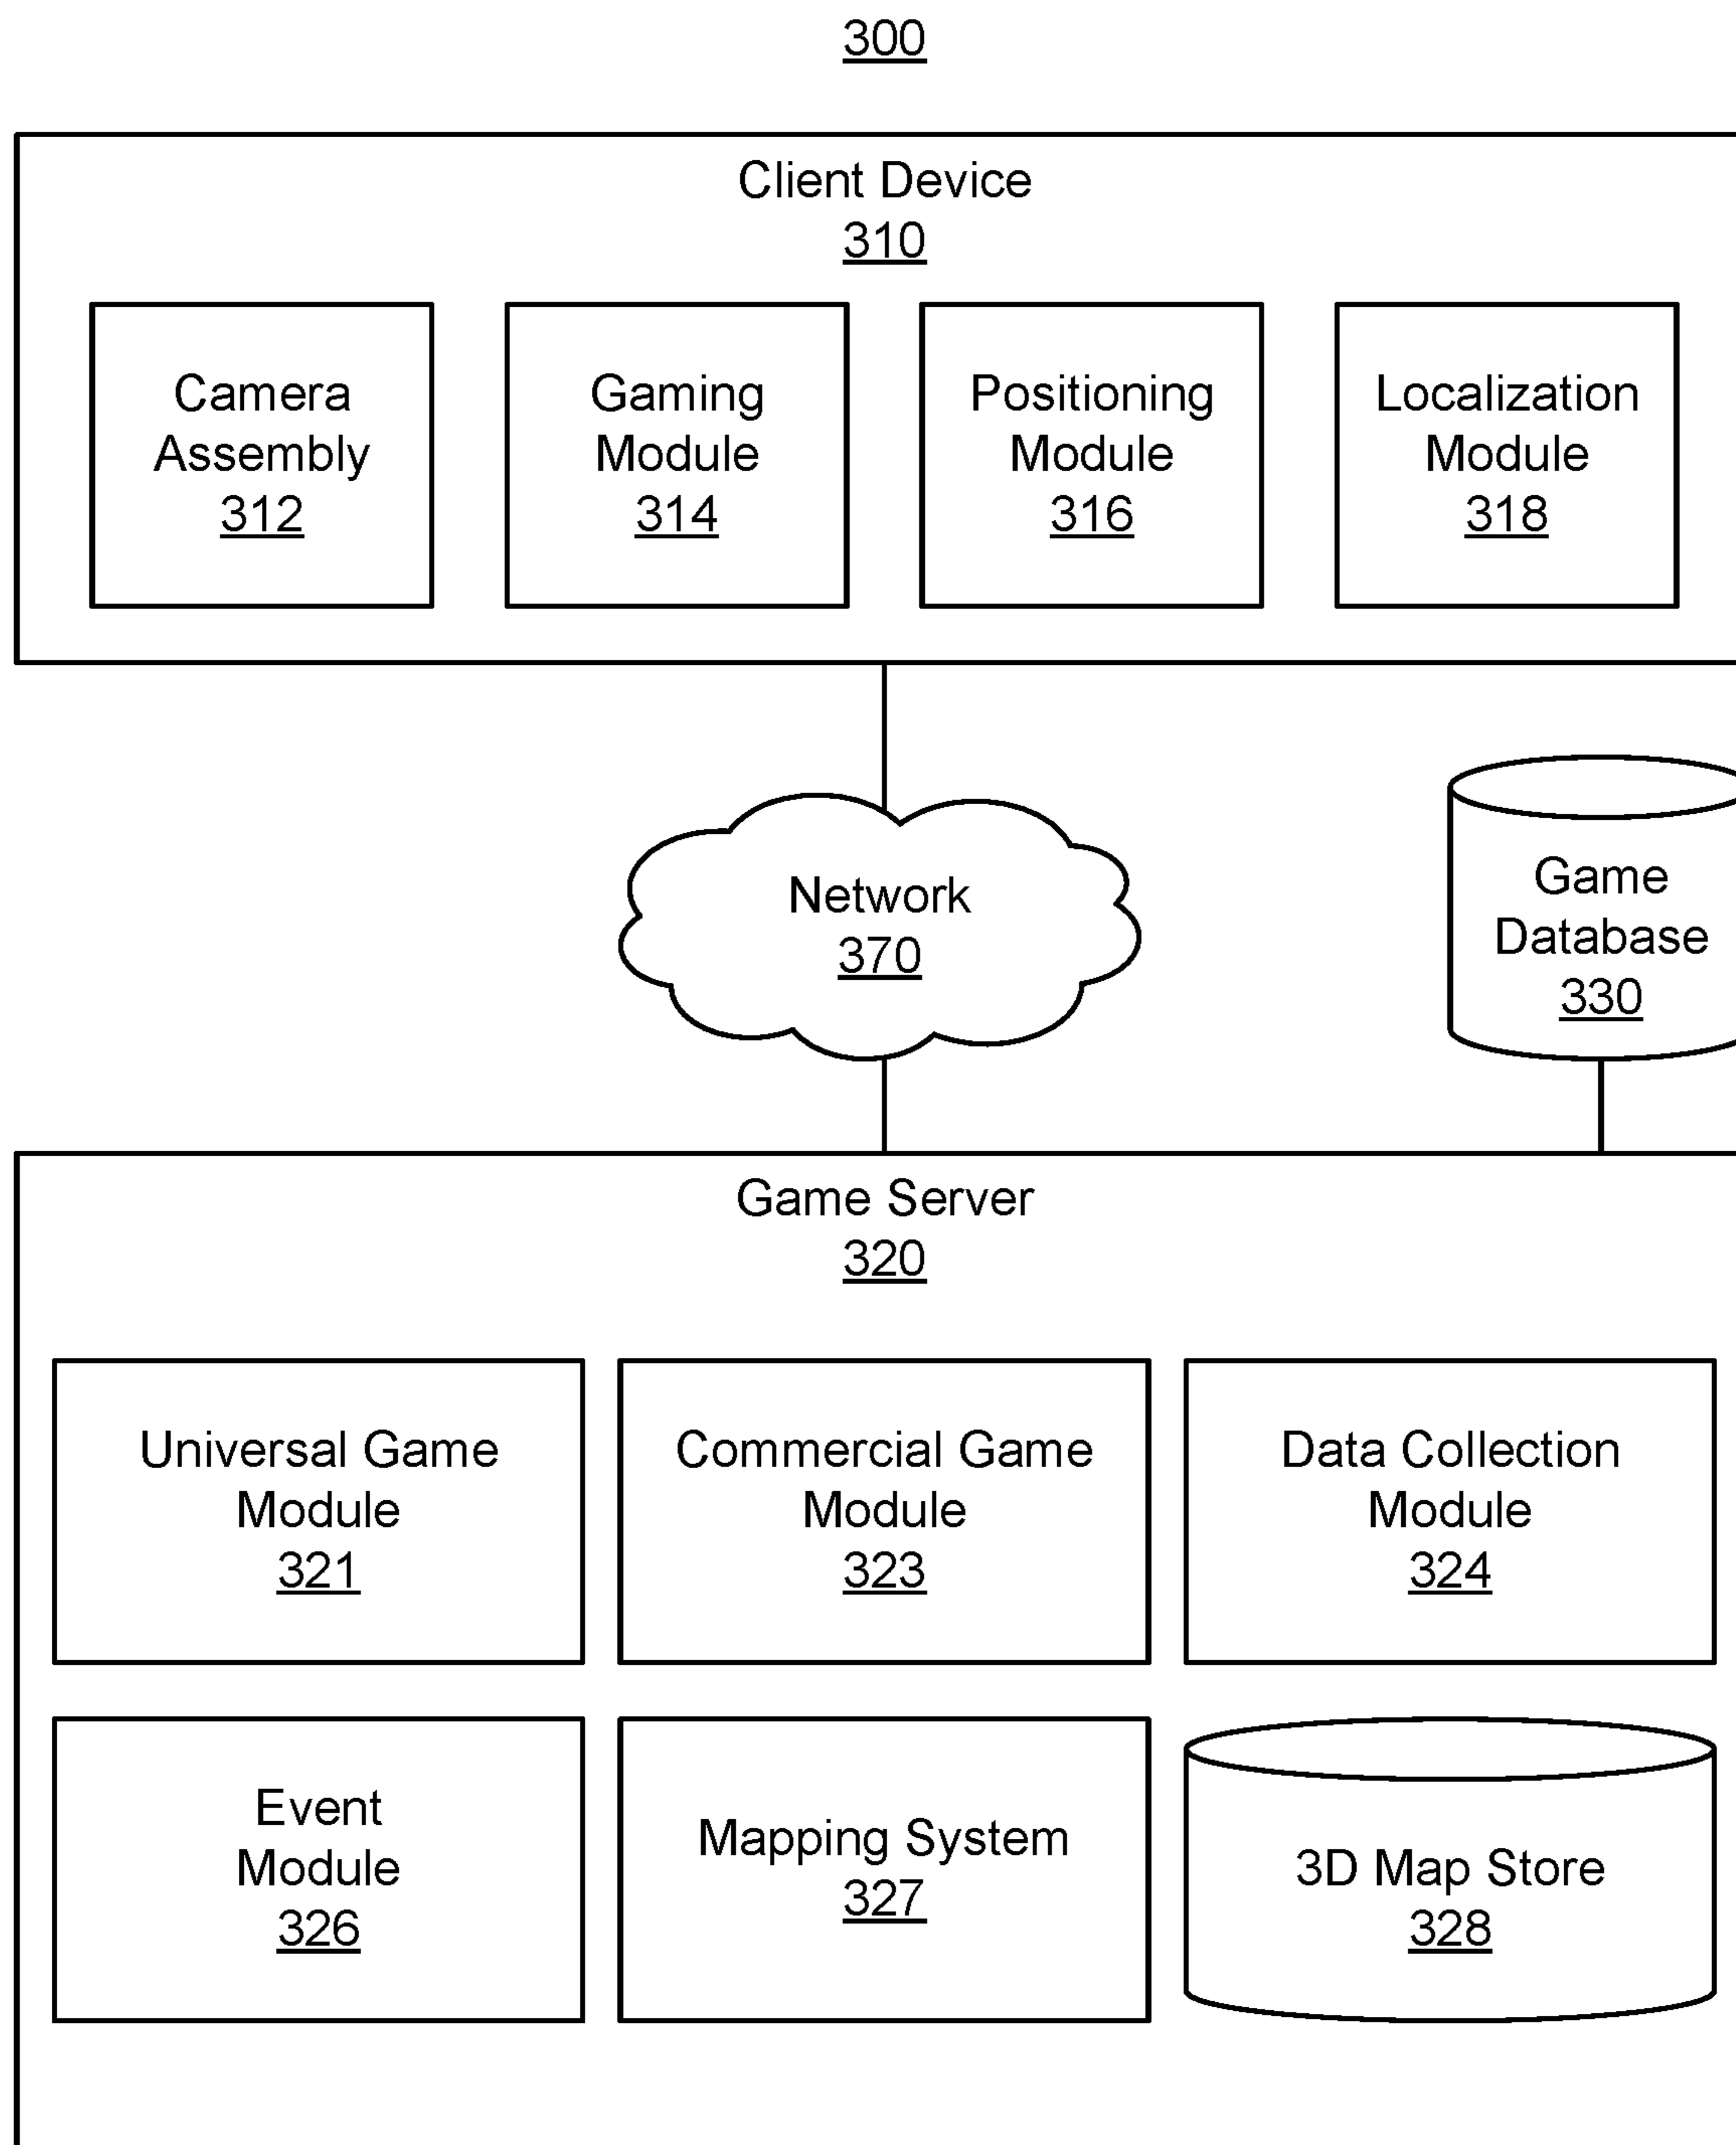 300
Client Device
310
Camera
Assembly
312
Gaming
Module
314
Positioning
Module
316
Localization
Module
318
Network
370
Game
Database
330
Game Server
320
Universal Game
Module
321
Commercial Game
Module
323
Data Collection
Module
324
Event
Module
326
Mapping System
327
3D Map Store
328